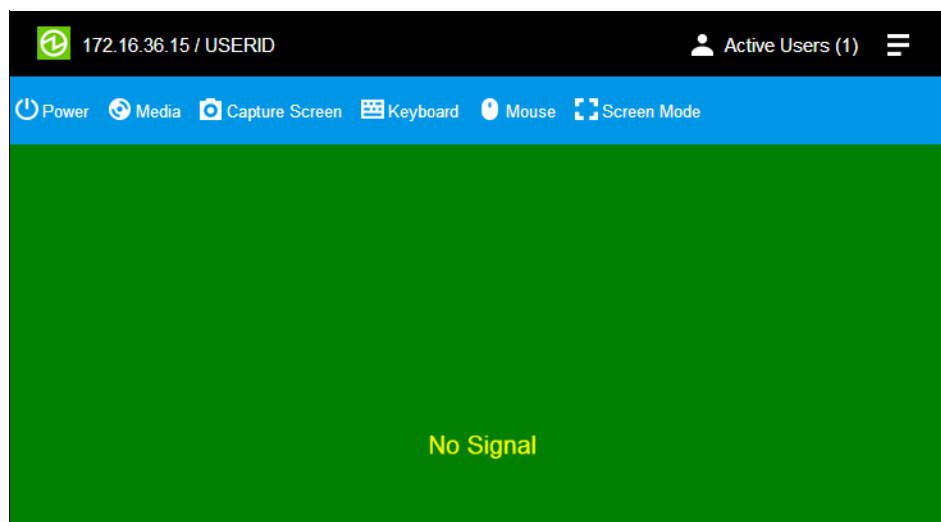 172.16.36.15 / USERID Active Users (1)
Power Media Capture Screen Keyboard Mouse Screen Mode
No Signal